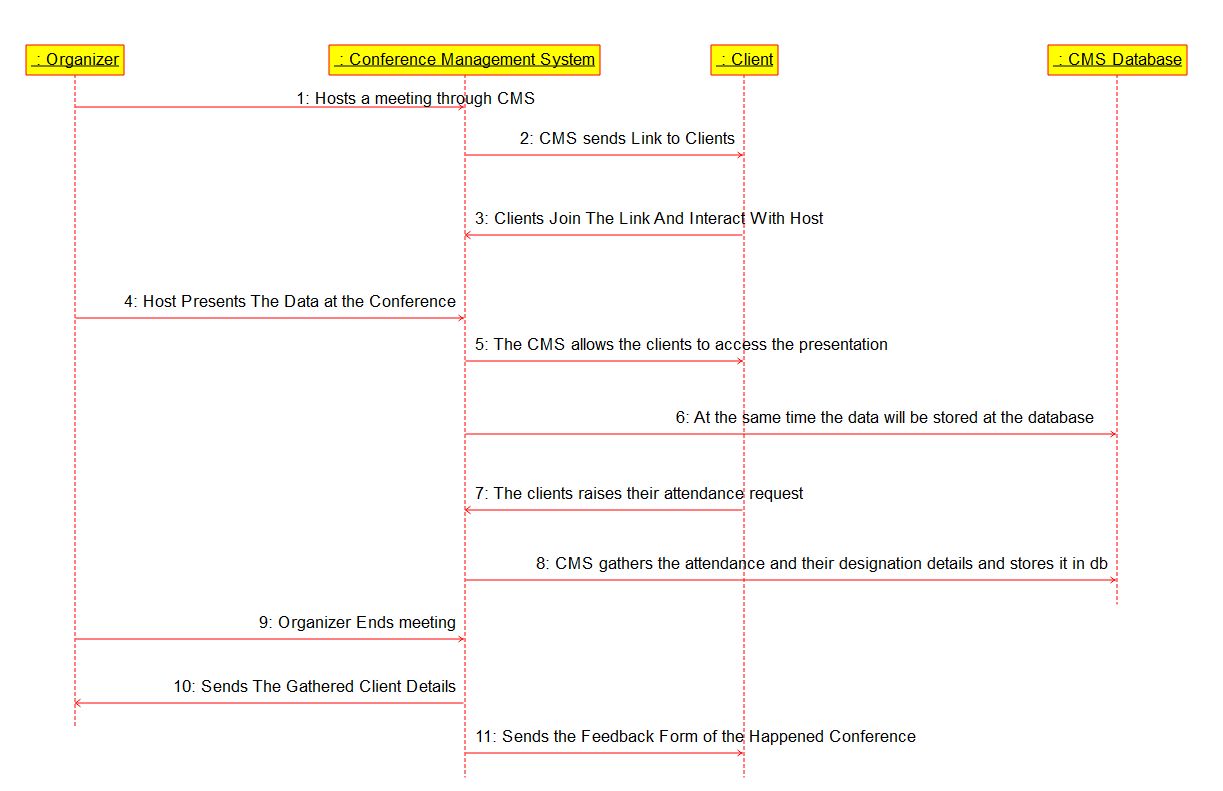 : Organizer
: Conference Management System
: Client
: CMS Database
1: Hosts a meeting through CMS
2: CMS sends Link to Clients
3: Clients Join The Link And Interact With Host
4: Host Presents The Data at the Conference
5: The CMS allows the clients to access the presentation
6: At the same time the data will be stored at the database
7: The clients raises their attendance request
8: CMS gathers the attendance and their designation details and stores it in db
9: Organizer Ends meeting
10: Sends The Gathered Client Details
11: Sends the Feedback Form of the Happened Conference